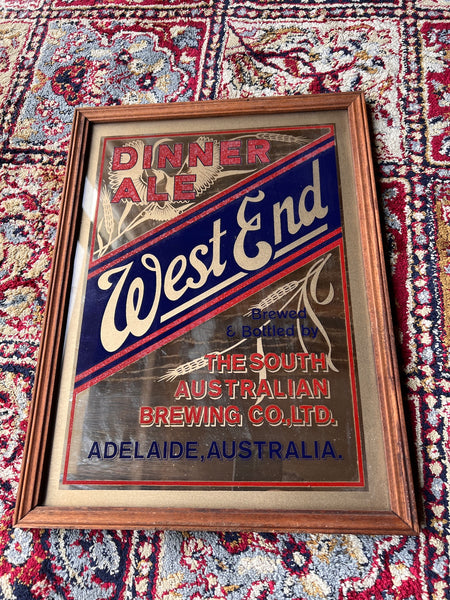 DINNER
ALE
West End
Brewed
& Bottled by
THE SOUTH
AUSTRALIAN
BREWING CO.,LTD.
ADELAIDE, AUSTRALIA.